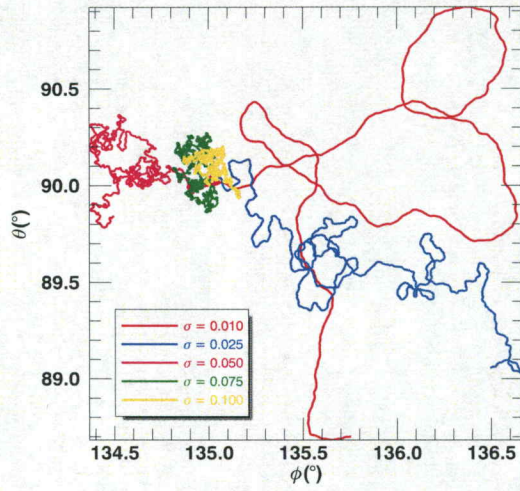 90.5
90.0
θ(°)
89.5
σ = 0.010
σ = 0.025
σ = 0.050
σ = 0.075
σ = 0.100
89.0
134.5 135.0 135.5 136.0 136.5
ϕ(°)